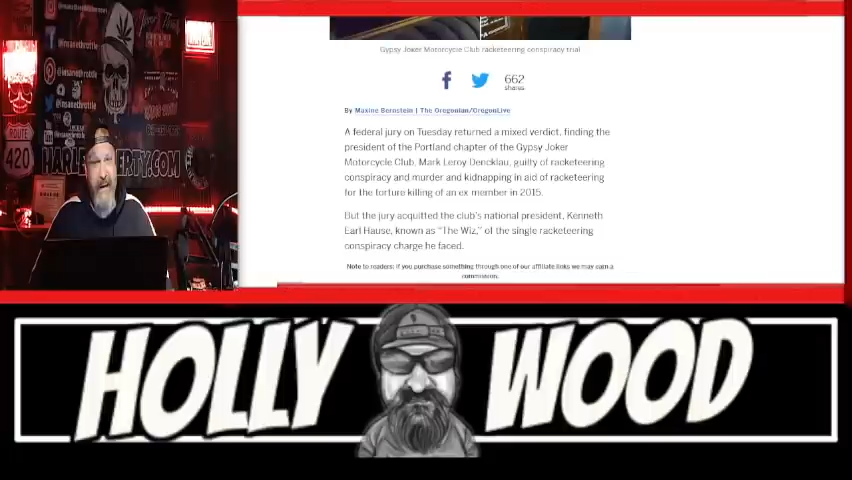 @insanethrottle
ROUTE
420
HARLEYLIBERTY.COM
Gypsy Joker Motorcycle Club racketeering conspiracy trial
662
shares
By Maxine Bernstein | The Oregonian/OregonLive
A federal jury on Tuesday returned a mixed verdict, finding the
president of the Portland chapter of the Gypsy Joker
Motorcycle Club, Mark Leroy Dencklau, guilty of racketeering
conspiracy and murder and kidnapping in aid of racketeering
for the torture killing of an ex member in 2015.
But the jury acquitted the club's national president, Kenneth
Earl Hause, known as “The Wiz,” of the single racketeering
conspiracy charge he faced.
Note to readers: if you purchase something through one of our affiliate links we may earn a
commission.
HOLLY WOOD